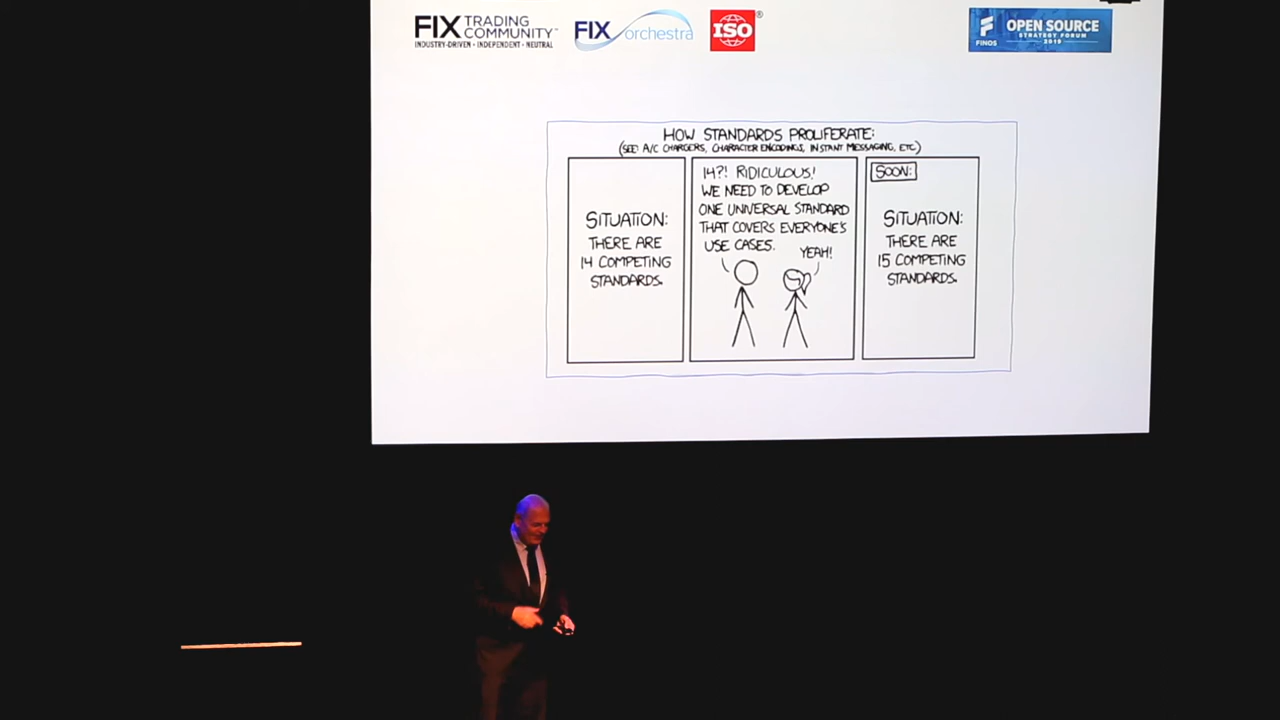 FIX TRADING COMMUNITY
INDUSTRY-DRIVEN • INDEPENDENT • NEUTRAL
FIX orchestra
ISO®
FINOS
OPEN SOURCE
STRATEGY FORUM
2019
HOW STANDARDS PROLIFERATE:
(SEE: A/C CHARGERS, CHARACTER ENCODINGS, INSTANT MESSAGING, ETC.)
SITUATION:
THERE ARE
14 COMPETING
STANDARDS.
14?! RIDICULOUS!
WE NEED TO DEVELOP
ONE UNIVERSAL STANDARD
THAT COVERS EVERYONE'S
USE CASES.
YEAH!
SOON:
SITUATION:
THERE ARE
15 COMPETING
STANDARDS.